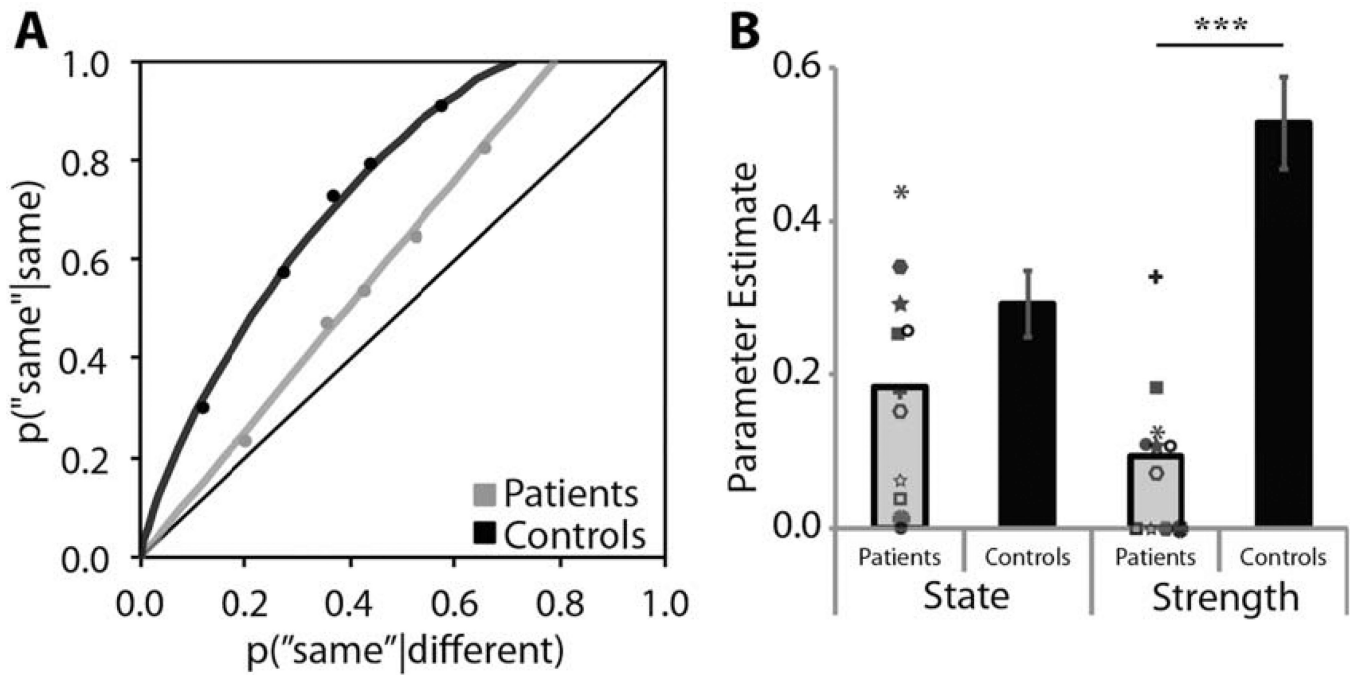 A
p("same"|same)
1.0
0.8
0.6
0.4
0.2
0.0
0.0 0.2 0.4 0.6 0.8 1.0
p("same"|different)
Patients
Controls
B
***
Parameter Estimate
0.6
0.4
0.2
0.0
Patients Controls Patients Controls
State Strength